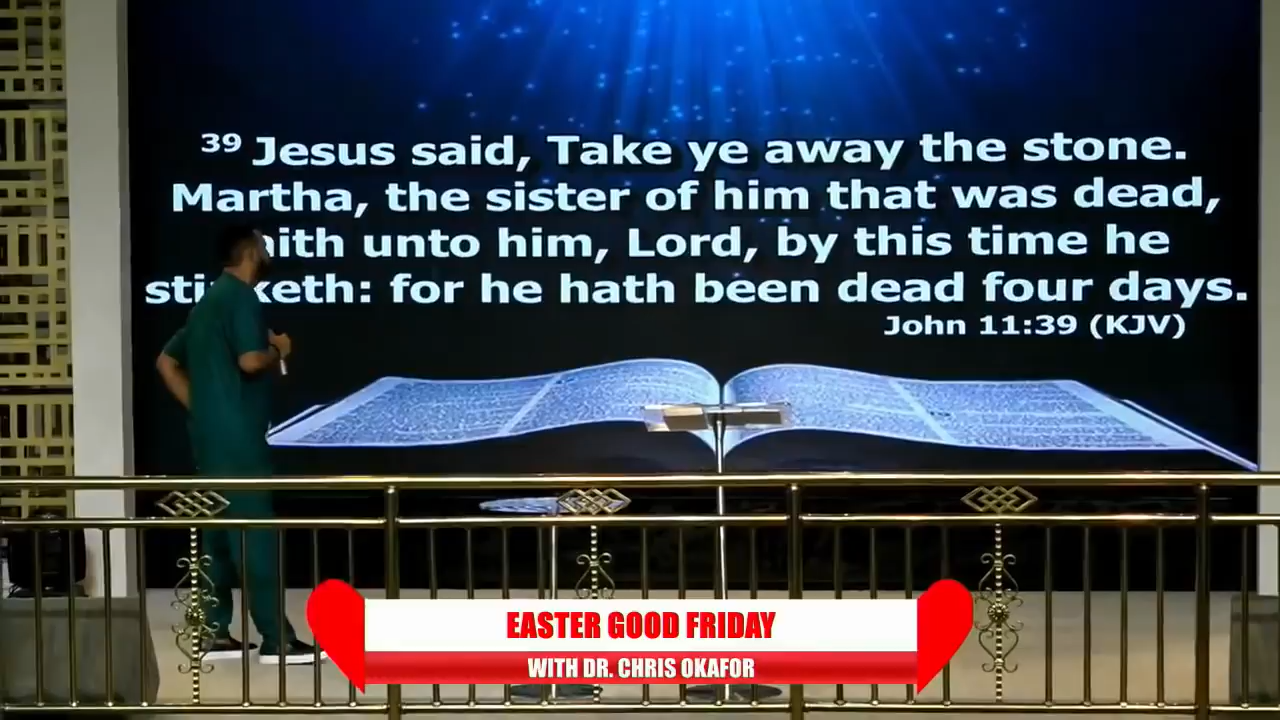 39 Jesus said, Take ye away the stone.
Martha, the sister of him that was dead,
unto him, Lord, by this time he
for he hath been dead four days.
John 11:39 (KJV)
EASTER GOOD FRIDAY
WITH DR. CHRIS OKAFOR